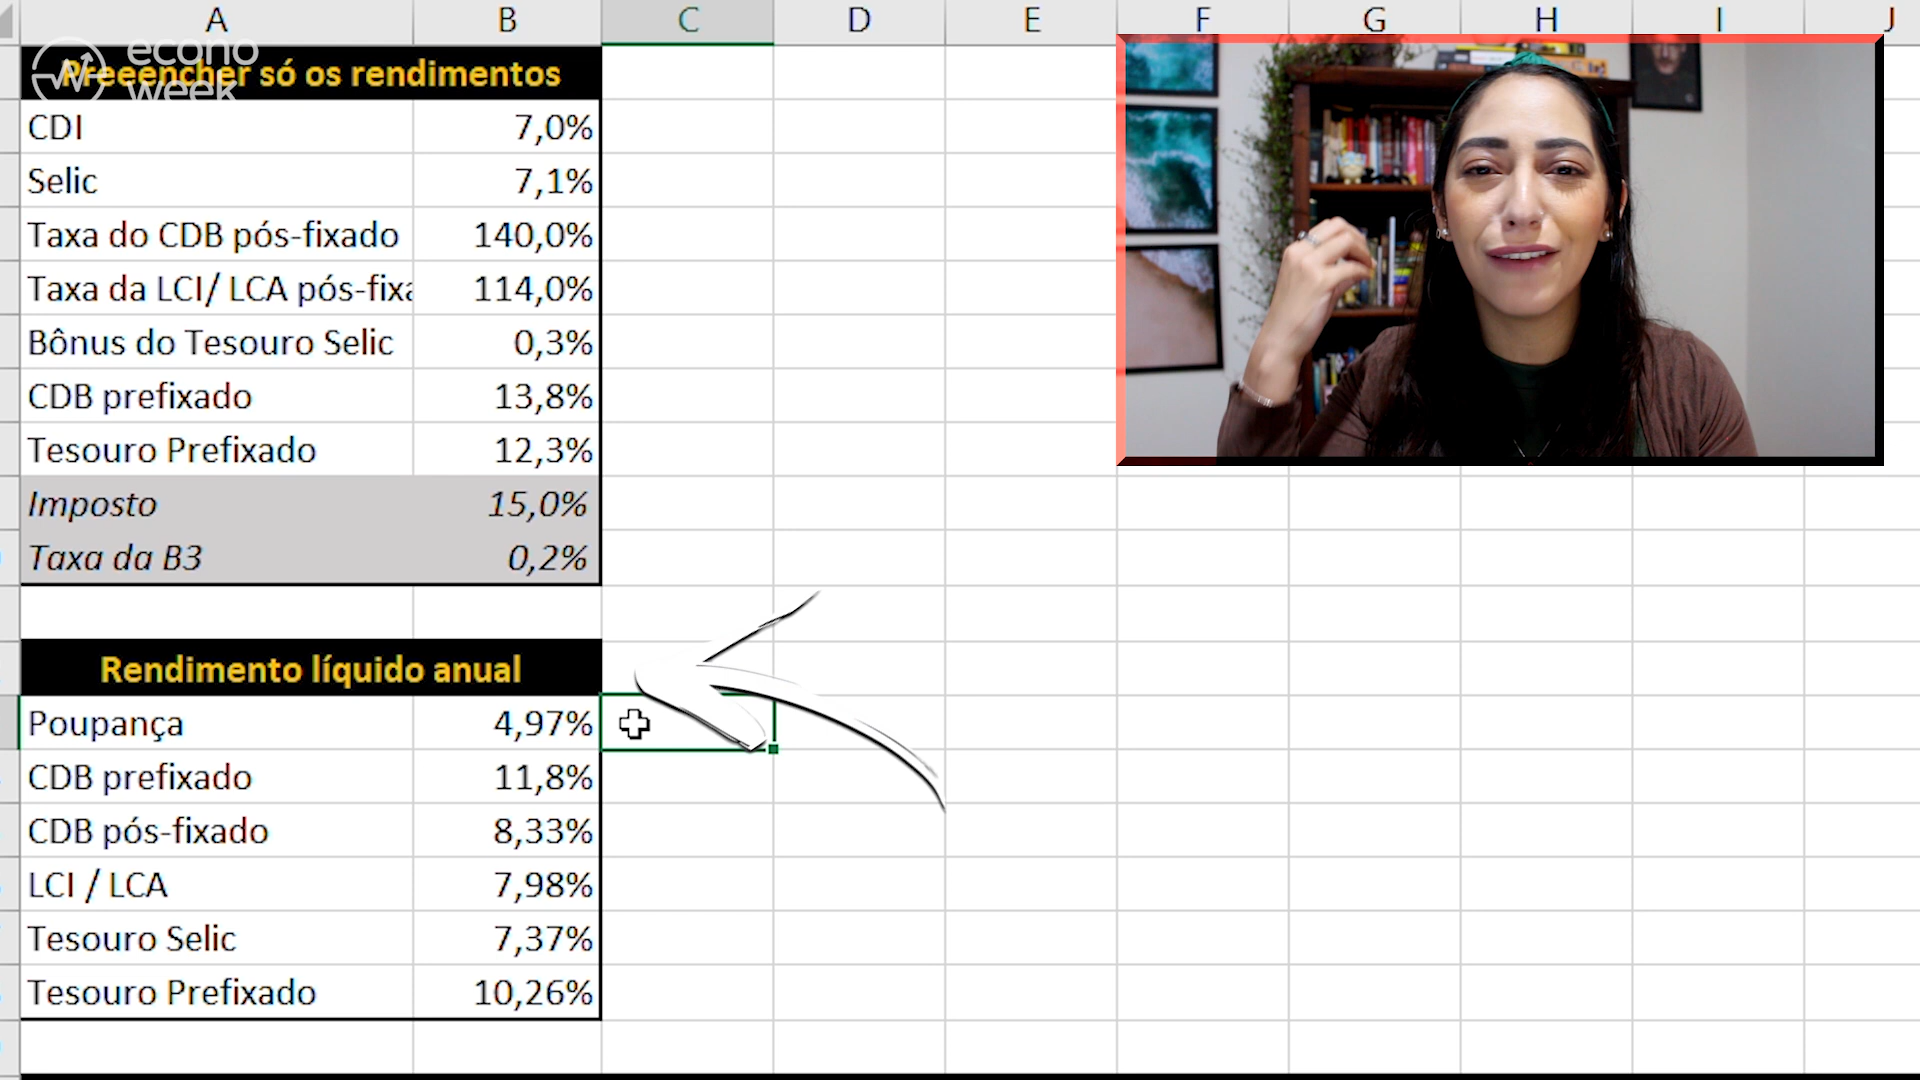 A B C D E F G H I J
econo
week
Preeencher só os rendimentos
CDI 7,0%
Selic 7,1%
Taxa do CDB pós-fixado 140,0%
Taxa da LCI/ LCA pós-fixa 114,0%
Bônus do Tesouro Selic 0,3%
CDB prefixado 13,8%
Tesouro Prefixado 12,3%
Imposto 15,0%
Taxa da B3 0,2%
Rendimento líquido anual
Poupança 4,97%
CDB prefixado 11,8%
CDB pós-fixado 8,33%
LCI / LCA 7,98%
Tesouro Selic 7,37%
Tesouro Prefixado 10,26%